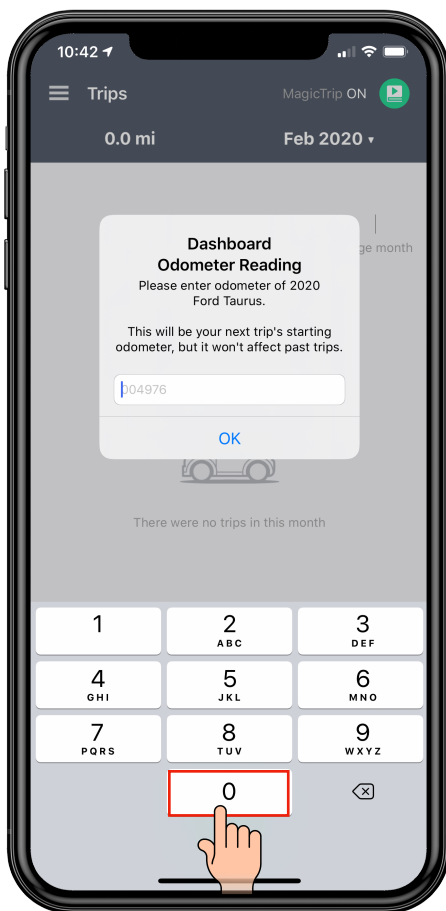 10:42
Trips
MagicTrip ON
0.0 mi
Feb 2020 ▾
ge month
Dashboard
Odometer Reading
Please enter odometer of 2020
Ford Taurus.
This will be your next trip's starting
odometer, but it won't affect past trips.
004976
OK
There were no trips in this month
1
2
ABC
3
DEF
4
GHI
5
JKL
6
MNO
7
PQRS
8
TUV
9
WXYZ
0